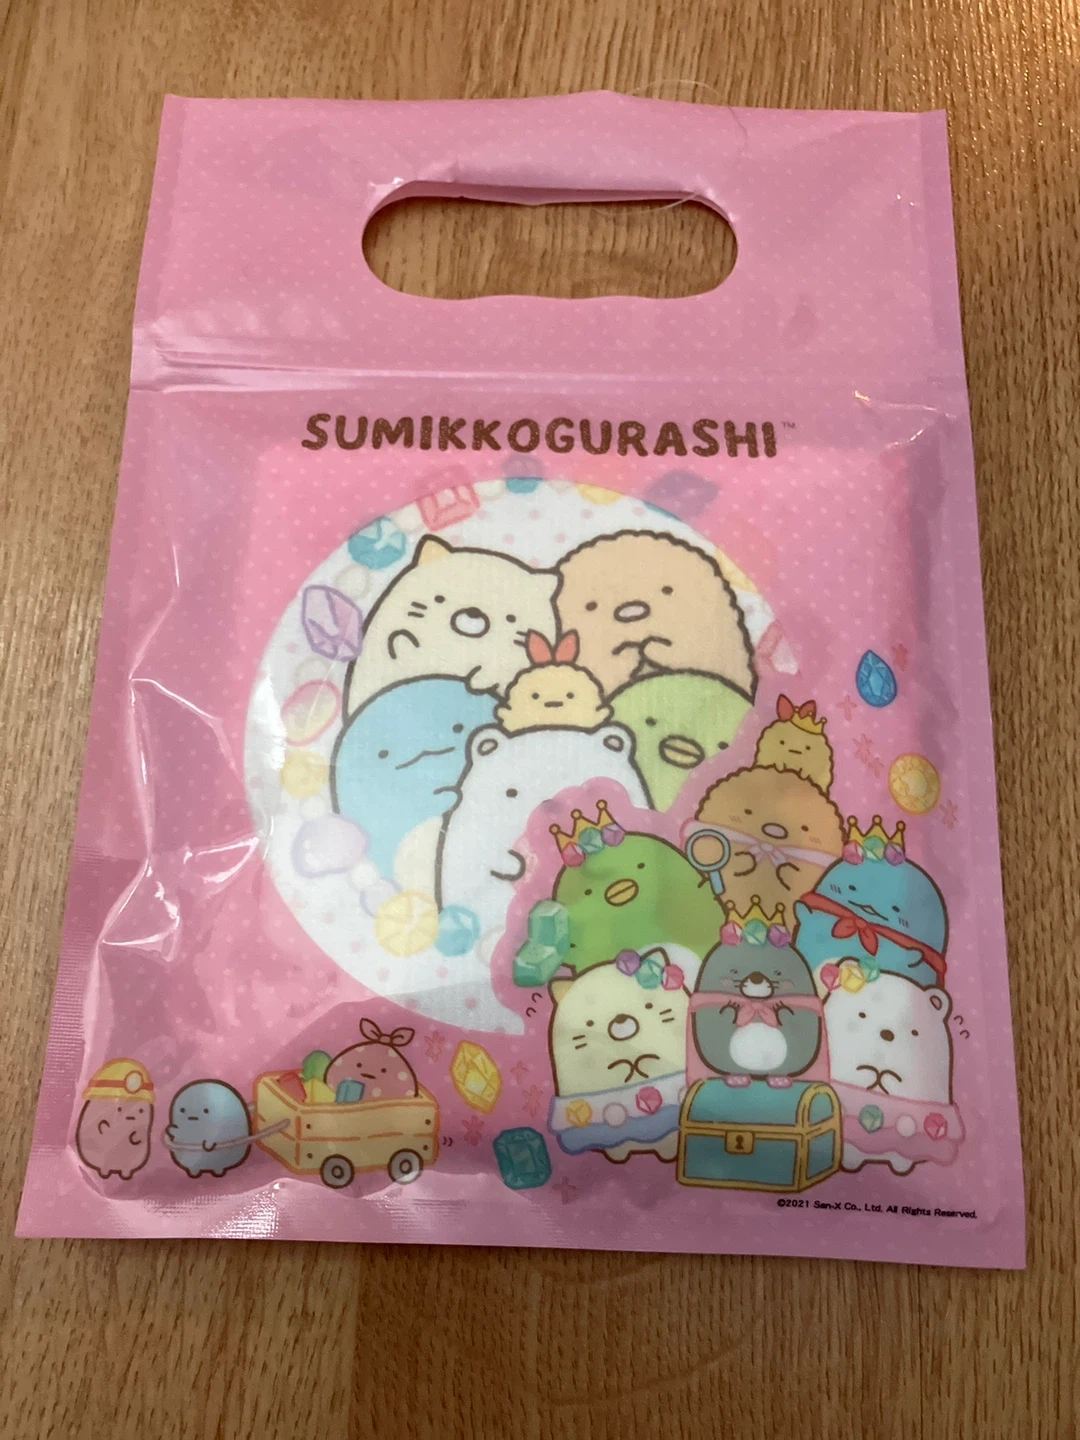 SUMIKKOGURASHI™
©2021 San-X Co., Ltd. All Rights Reserved.